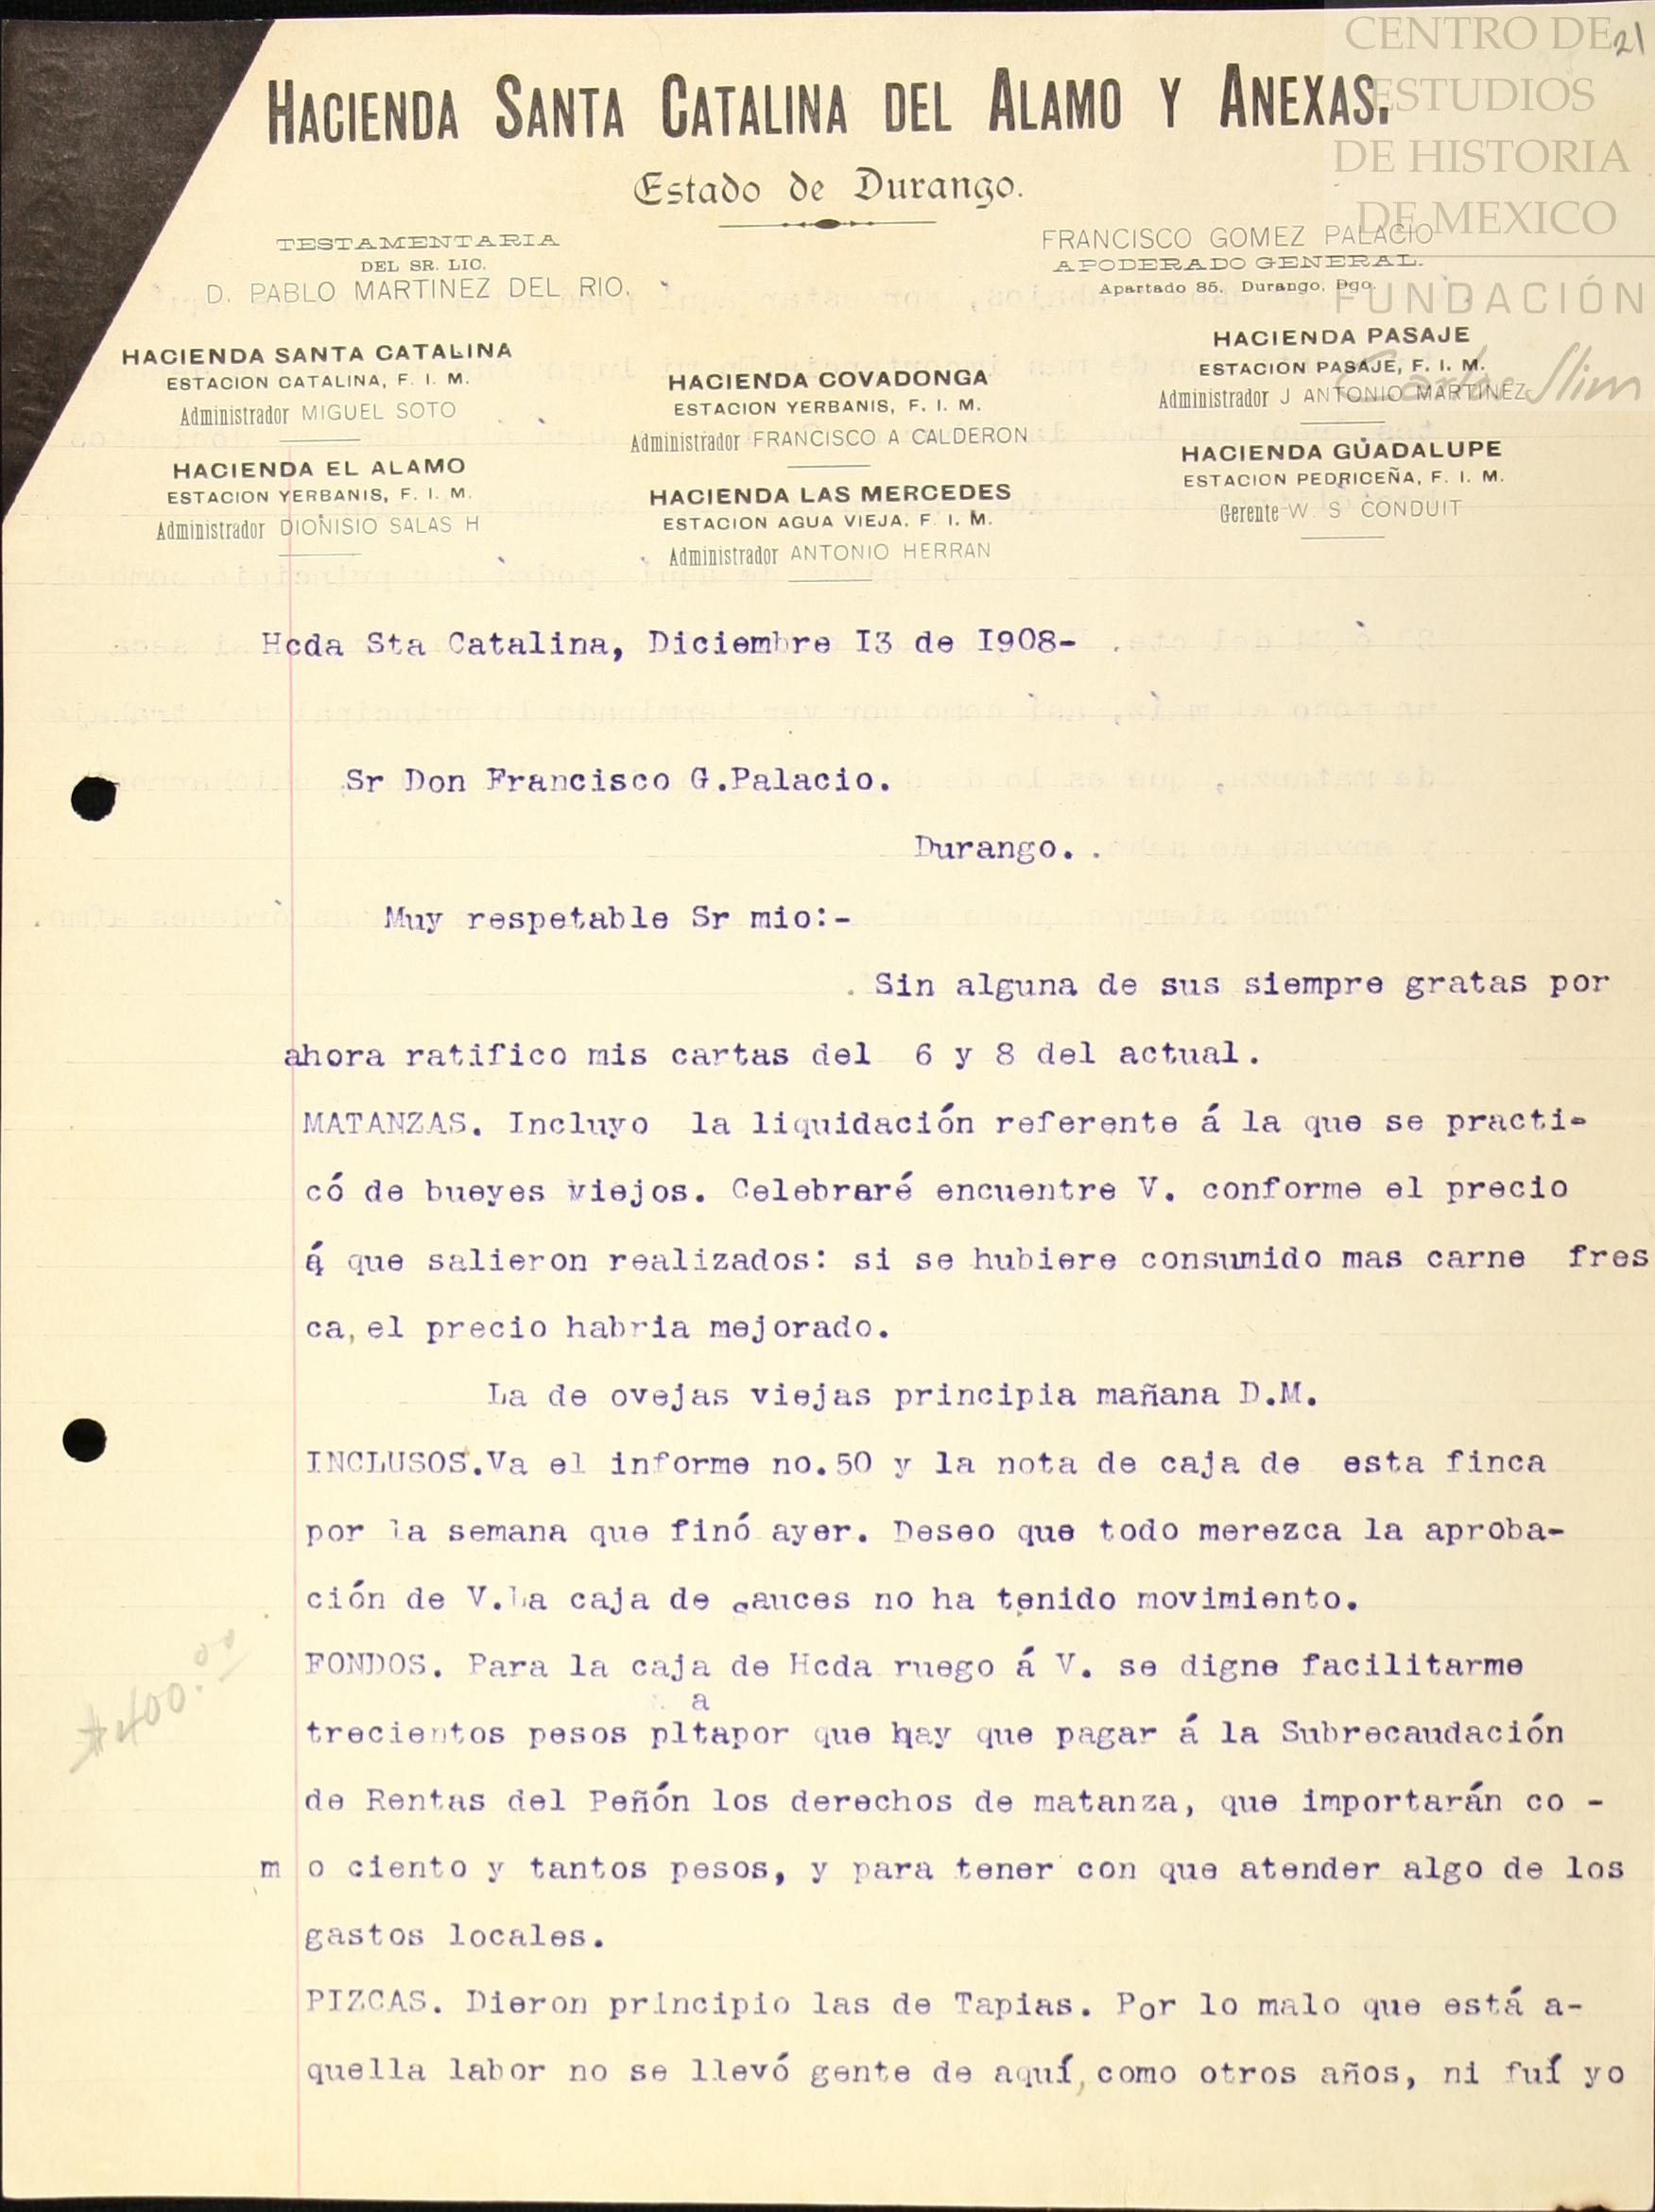 21
CENTRO DE
ESTUDIOS
DE HISTORIA
DE MEXICO
FUNDACIÓN
Carlos Slim
HACIENDA SANTA CATALINA DEL ALAMO Y ANEXAS.
Estado de Durango.
TESTAMENTARIA
DEL SR. LIC.
D. PABLO MARTINEZ DEL RIO.
FRANCISCO GOMEZ PALACIO
APODERADO GENERAL.
Apartado 85. Durango, Dgo.
HACIENDA SANTA CATALINA
ESTACION CATALINA, F. I. M.
Administrador MIGUEL SOTO
HACIENDA EL ALAMO
ESTACION YERBANIS, F. I. M.
Administrador DIONISIO SALAS H
HACIENDA COVADONGA
ESTACION YERBANIS, F. I. M.
Administrador FRANCISCO A CALDERON
HACIENDA LAS MERCEDES
ESTACION AGUA VIEJA. F. I. M.
Administrador ANTONIO HERRAN
HACIENDA PASAJE
ESTACION PASAJE, F. I. M.
Administrador J ANTONIO MARTINEZ
HACIENDA GUADALUPE
ESTACION PEDRICEÑA, F. I. M.
Gerente W. S CONDUIT
Hcda Sta Catalina, Diciembre I3 de I908-
Sr Don Francisco G.Palacio.
Durango. .
Muy respetable Sr mio:-
. Sin alguna de sus siempre gratas por
ahora ratifico mis cartas del 6 y 8 del actual.
MATANZAS. Incluyo la liquidación referente á la que se practi-
có de bueyes viejos. Celebraré encuentre V. conforme el precio
á que salieron realizados: si se hubiere consumido mas carne fres
ca, el precio habria mejorado.
La de ovejas viejas principia mañana D.M.
INCLUSOS.Va el informe no.50 y la nota de caja de esta finca
por la semana que finó ayer. Deseo que todo merezca la aproba-
ción de V.La caja de Sauces no ha tenido movimiento.
FONDOS. Para la caja de Hcda ruego á V. se digne facilitarme
a
trecientos pesos pltapor que hay que pagar á la Subrecaudación
de Rentas del Peñón los derechos de matanza, que importarán co -
m o ciento y tantos pesos, y para tener con que atender algo de los
gastos locales.
$400.00
PIZCAS. Dieron principio las de Tapias. Por lo malo que está a-
quella labor no se llevó gente de aquí, como otros años, ni fuí yo